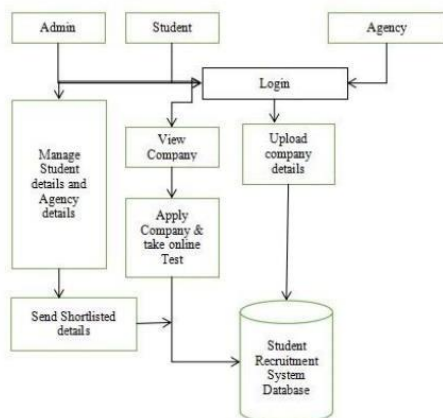 Admin
Student
Agency
Login
Manage
Student
details and
Agency
details
View
Company
Upload
company
details
Apply
Company &
take online
Test
Send Shortlisted
details
Student
Recruitment
System
Database